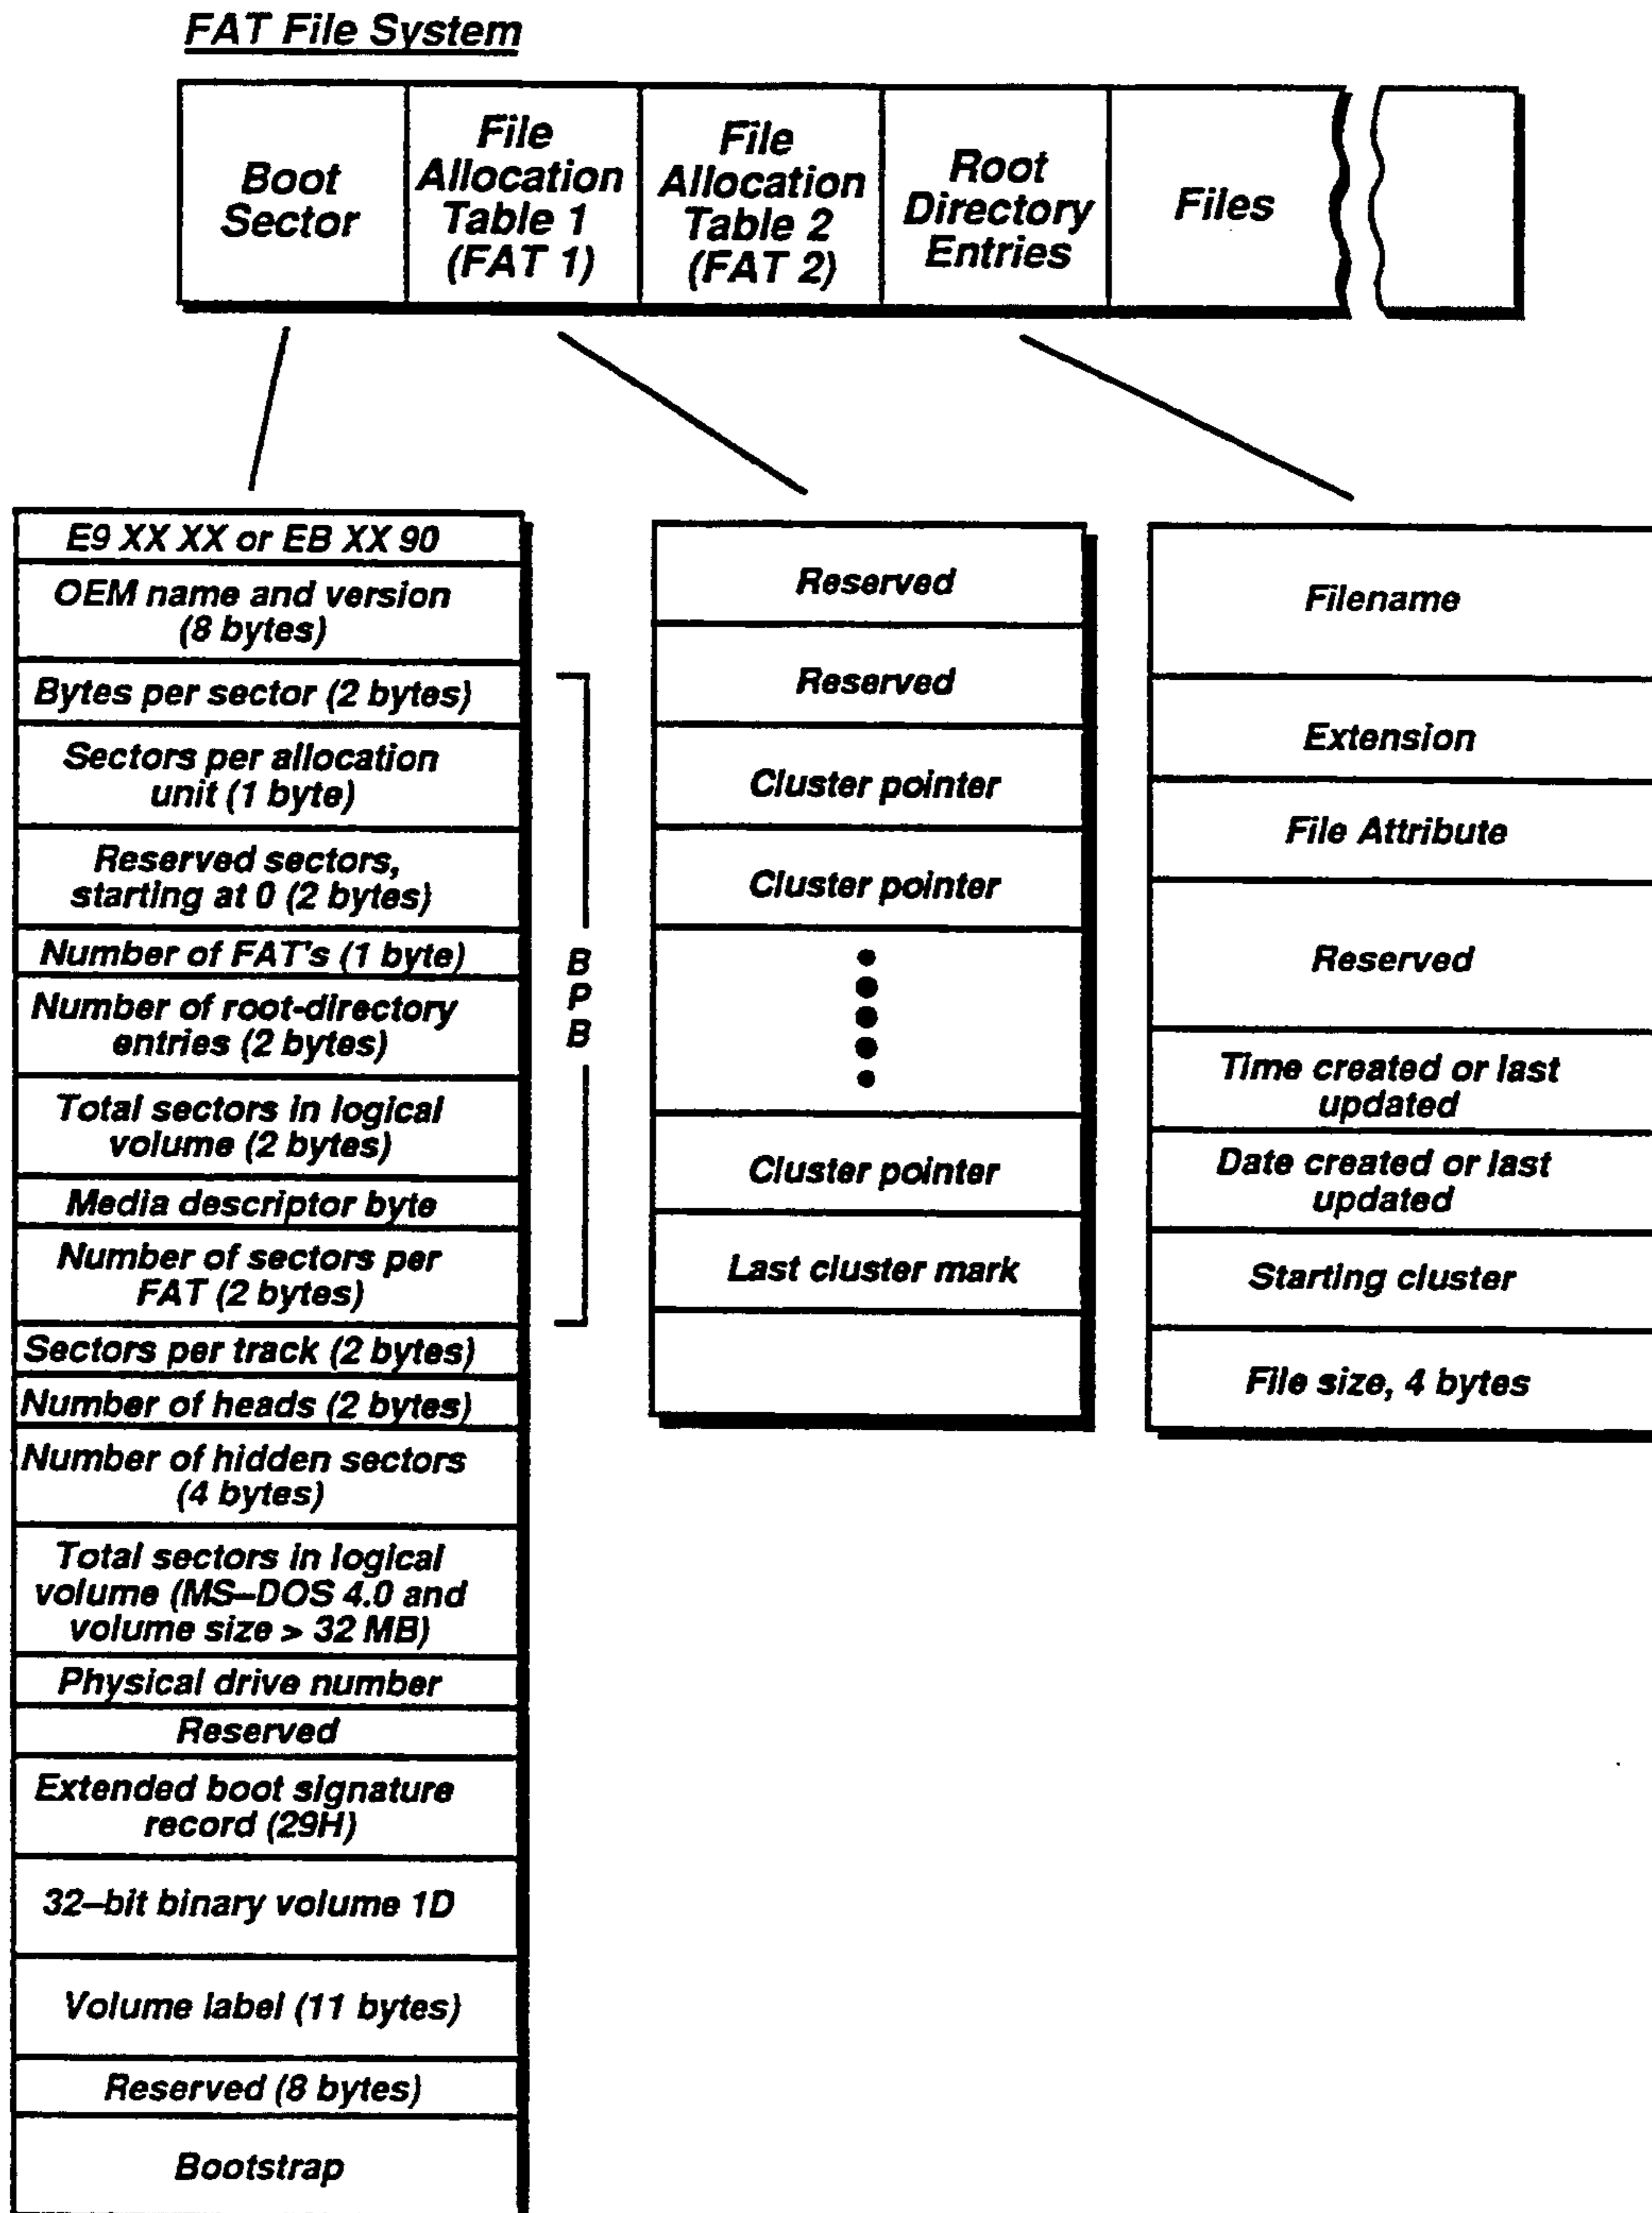 FAT File System
Boot
Sector
File
Allocation
Table 1
(FAT 1)
File
Allocation
Table 2
(FAT 2)
Root
Directory
Entries
Files
E9 XX XX or EB XX 90
OEM name and version
(8 bytes)
Bytes per sector (2 bytes)
Sectors per allocation
unit (1 byte)
Reserved sectors,
starting at 0 (2 bytes)
Number of FAT's (1 byte)
Number of root-directory
entries (2 bytes)
Total sectors in logical
volume (2 bytes)
Media descriptor byte
Number of sectors per
FAT (2 bytes)
Sectors per track (2 bytes)
Number of heads (2 bytes)
Number of hidden sectors
(4 bytes)
Total sectors in logical
volume (MS–DOS 4.0 and
volume size > 32 MB)
Physical drive number
Reserved
Extended boot signature
record (29H)
32–bit binary volume 1D
Volume label (11 bytes)
Reserved (8 bytes)
Bootstrap
B
P
B
Reserved
Reserved
Cluster pointer
Cluster pointer
Cluster pointer
Last cluster mark
Filename
Extension
File Attribute
Reserved
Time created or last
updated
Date created or last
updated
Starting cluster
File size, 4 bytes